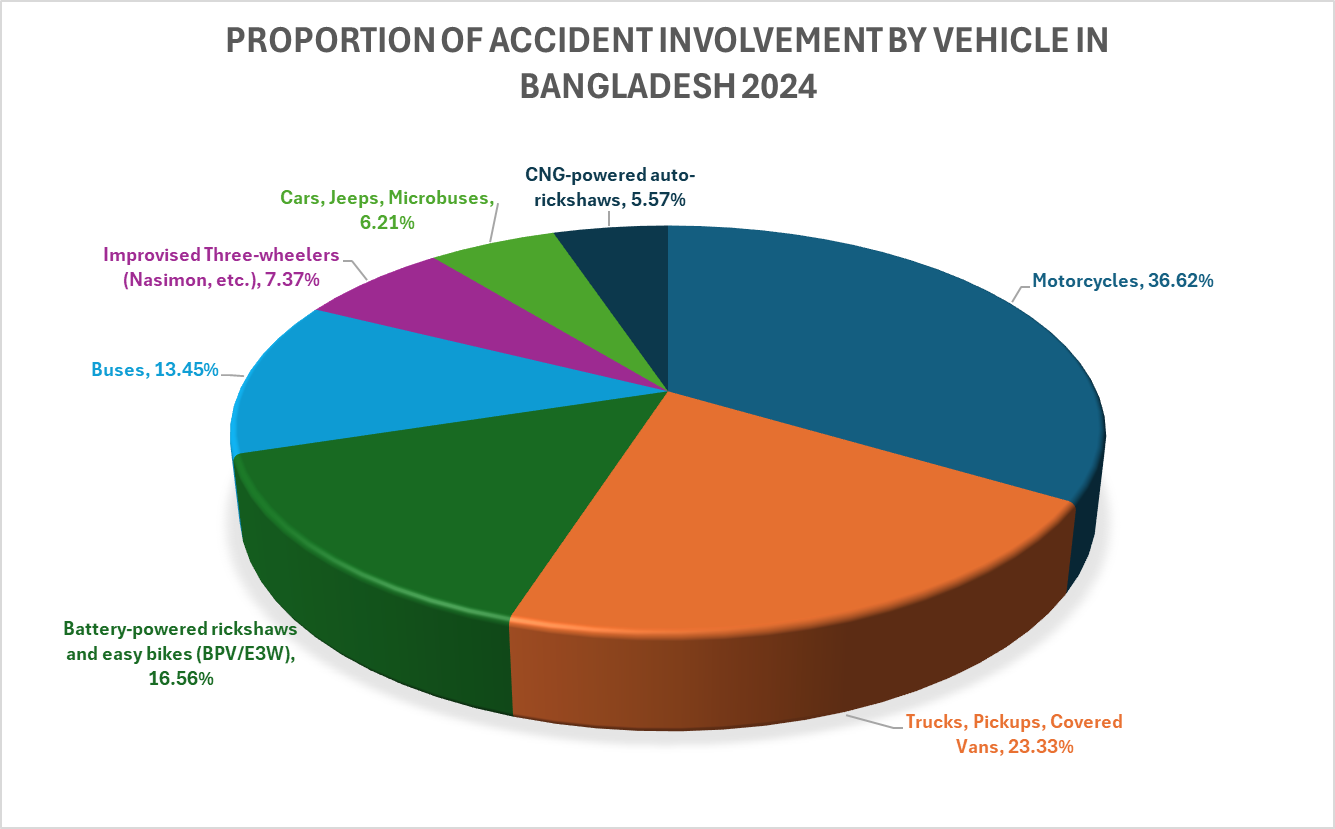 PROPORTION OF ACCIDENT INVOLVEMENT BY VEHICLE IN
BANGLADESH 2024
CNG-powered auto-
rickshaws, 5.57%
Cars, Jeeps, Microbuses,
6.21%
Improvised Three-wheelers
(Nasimon, etc.), 7.37%
Motorcycles, 36.62%
Buses, 13.45%
Battery-powered rickshaws
and easy bikes (BPV/E3W),
16.56%
Trucks, Pickups, Covered
Vans, 23.33%